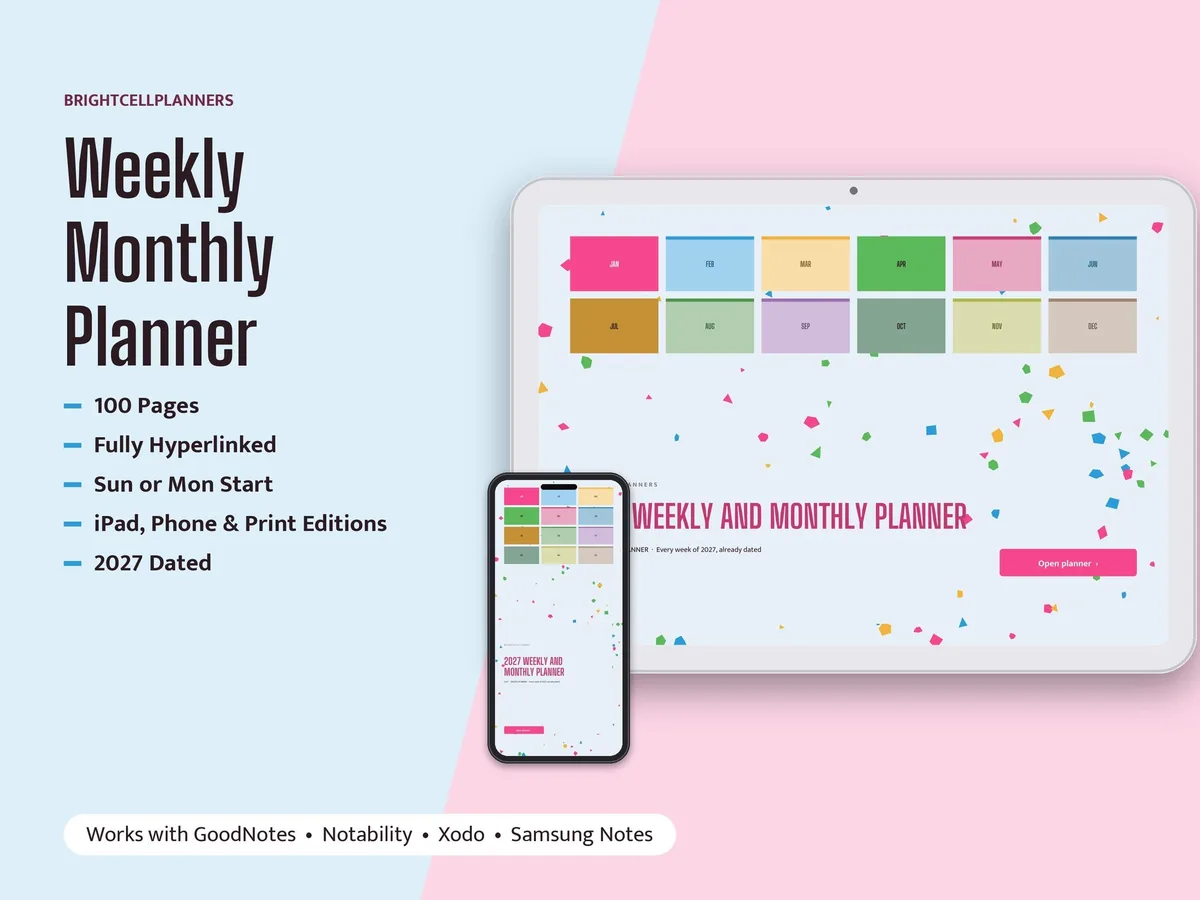 BRIGHTCELLPLANNERS
Weekly
Monthly
Planner
100 Pages
Fully Hyperlinked
Sun or Mon Start
iPad, Phone & Print Editions
2027 Dated
JAN FEB MAR APR MAY JUN
JUL AUG SEP OCT NOV DEC
ANNERS
WEEKLY AND MONTHLY PLANNER
NNER · Every week of 2027, already dated
Open planner ›
2027 WEEKLY AND
MONTHLY PLANNER
Works with GoodNotes • Notability • Xodo • Samsung Notes